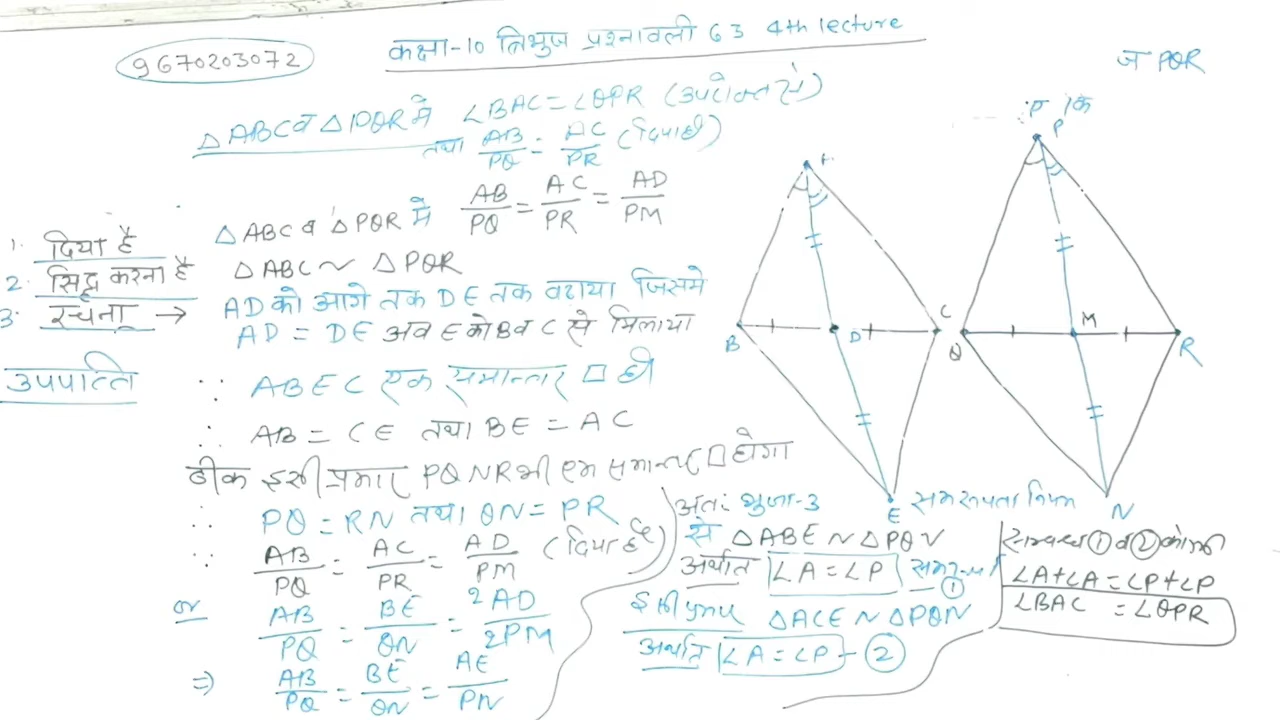 कक्षा-10 त्रिभुज प्रश्नावली 6 3 4th lecture
9670203072
ज PQR
△ABC व △PQR मे ∠BAC = ∠QPR (उपरोक्त से)
तथा AB/PQ = AC/PR (दिया है)
1. दिया है △ABC व △PQR मे AB/PQ = AC/PR = AD/PM
2. सिद्ध करना है △ABC ~ △PQR
3. रचना → AD को आगे तक DE तक बढाया जिसमे
AD = DE अब E को B व C से मिलाया
उपपत्ति ∵ ABEC एक समान्तर □ है
∴ AB = CE तथा BE = AC
ठीक इसी प्रकार PQNR भी एक समान्तर □ होगा
∴ PQ = RN तथा QN = PR
∵ AB/PQ = AC/PR = AD/PM (दिया है)
or AB/PQ = BE/QN = 2AD/2PM
⇒ AB/PQ = BE/QN = AE/PN
अतः भुजा-3 समरूपता नियम
से △ABE ~ △PQN
अर्थात ∠A = ∠P - ①
इसी प्रकार △ACE ~ △PQN
अर्थात ∠A = ∠P - ②
① व ② को
∠A+∠A = ∠P+∠P
∠BAC = ∠QPR
P
B
D
C
E
Q
M
R
N